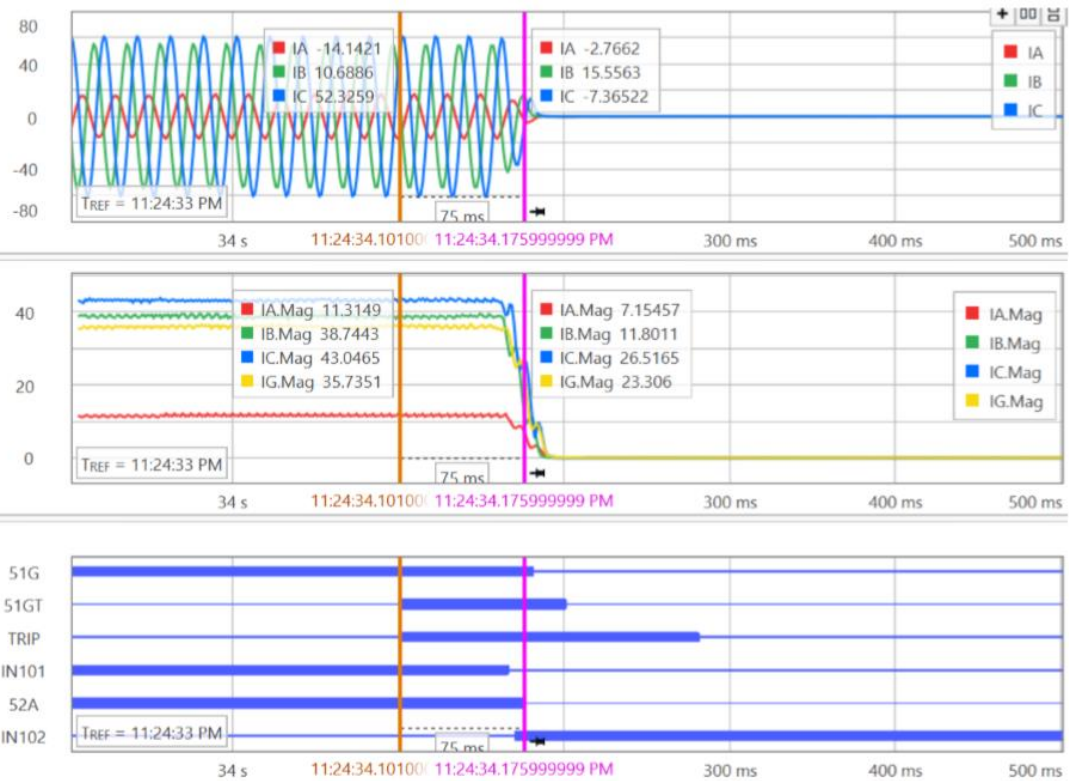 80
40
0
-40
-80
IA -14.1421
IB 10.6886
IC 52.3259
IA -2.7662
IB 15.5563
IC -7.36522
IA
IB
IC
TREF = 11:24:33 PM
75 ms
34 s 11:24:34.10100 11:24:34.175999999 PM 300 ms 400 ms 500 ms
40
20
0
IA.Mag 11.3149
IB.Mag 38.7443
IC.Mag 43.0465
IG.Mag 35.7351
IA.Mag 7.15457
IB.Mag 11.8011
IC.Mag 26.5165
IG.Mag 23.306
IA.Mag
IB.Mag
IC.Mag
IG.Mag
TREF = 11:24:33 PM
75 ms
34 s 11:24:34.10100 11:24:34.175999999 PM 300 ms 400 ms 500 ms
51G
51GT
TRIP
IN101
52A
IN102
TREF = 11:24:33 PM
75 ms
34 s 11:24:34.10100 11:24:34.175999999 PM 300 ms 400 ms 500 ms